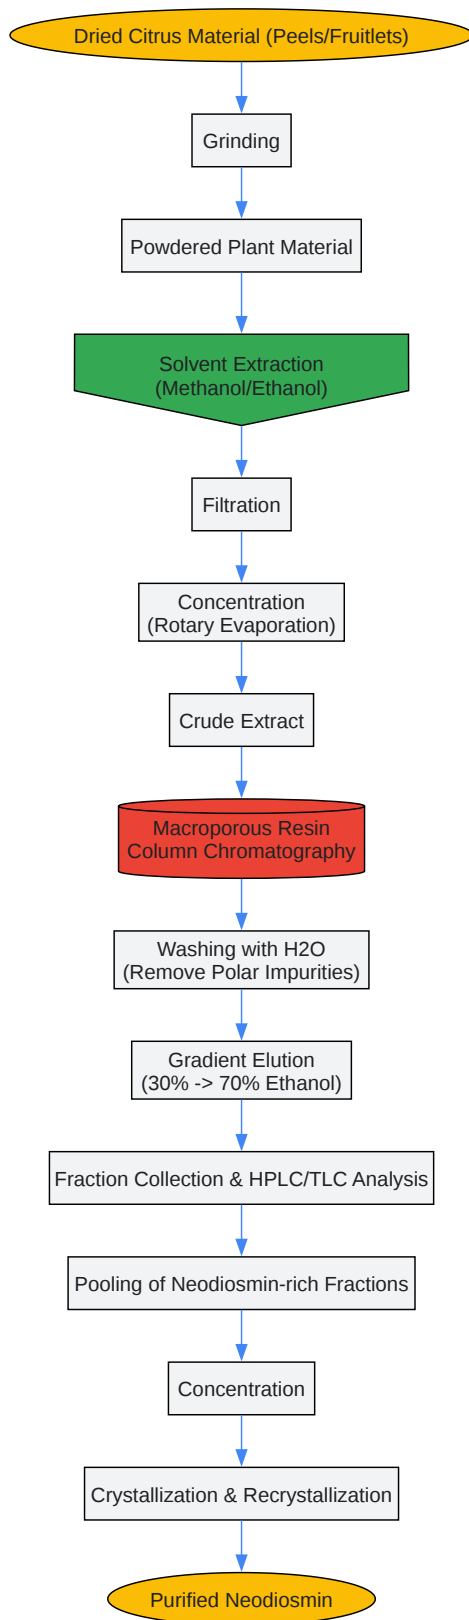 Dried Citrus Material (Peels/Fruitlets)
Grinding
Powdered Plant Material
Solvent Extraction
(Methanol/Ethanol)
Filtration
Concentration
(Rotary Evaporation)
Crude Extract
Macroporous Resin
Column Chromatography
Washing with H2O
(Remove Polar Impurities)
Gradient Elution
(30% -> 70% Ethanol)
Fraction Collection & HPLC/TLC Analysis
Pooling of Neodiosmin-rich Fractions
Concentration
Crystallization & Recrystallization
Purified Neodiosmin